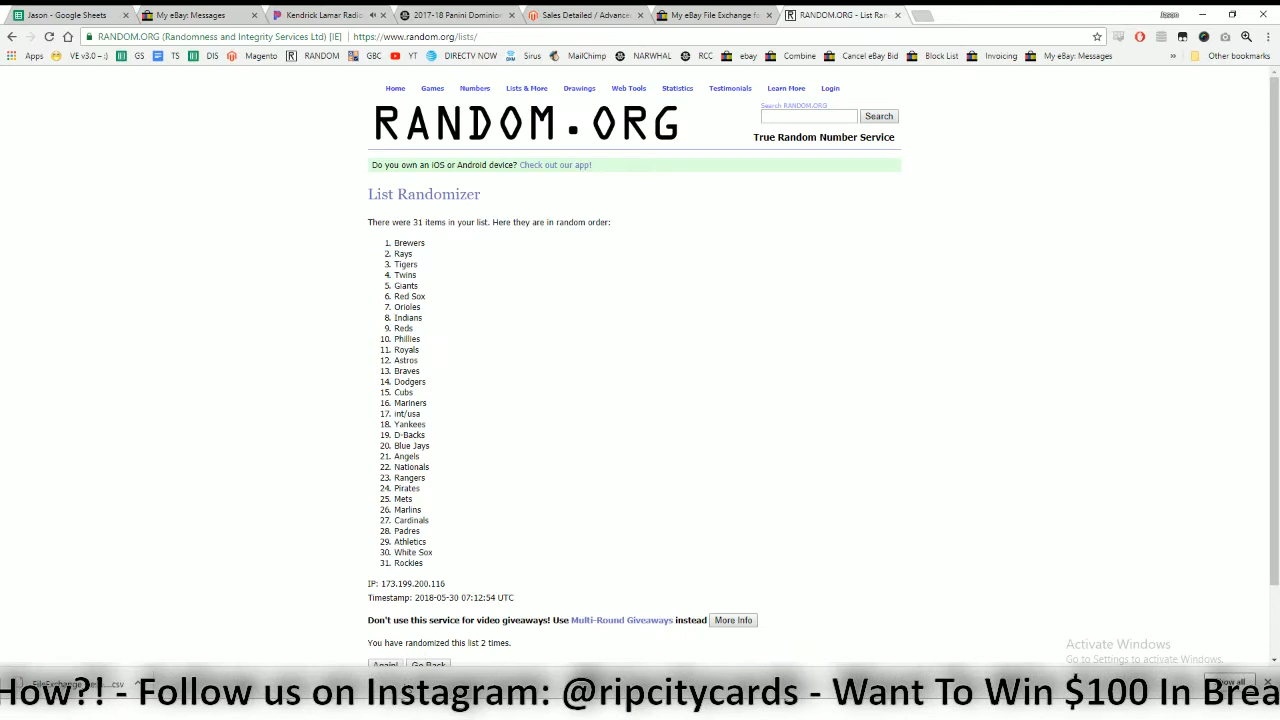 Jason - Google Sheets
My eBay: Messages
Kendrick Lamar Radio
2017-18 Panini Dominion
Sales Detailed / Advance
My eBay File Exchange fo
RANDOM.ORG - List Ran
Jason
RANDOM.ORG (Randomness and Integrity Services Ltd) [IE] https://www.random.org/lists/
Apps VE v3.0 -- :) GS TS DIS Magento RANDOM GBC YT DIRECTV NOW Sirus MailChimp NARWHAL RCC ebay Combine Cancel eBay Bid Block List Invoicing My eBay: Messages » Other bookmarks
Home Games Numbers Lists & More Drawings Web Tools Statistics Testimonials Learn More Login
Search RANDOM.ORG
RANDOM.ORG
Search
True Random Number Service
Do you own an iOS or Android device? Check out our app!
List Randomizer
There were 31 items in your list. Here they are in random order:
1. Brewers
2. Rays
3. Tigers
4. Twins
5. Giants
6. Red Sox
7. Orioles
8. Indians
9. Reds
10. Phillies
11. Royals
12. Astros
13. Braves
14. Dodgers
15. Cubs
16. Mariners
17. int/usa
18. Yankees
19. D-Backs
20. Blue Jays
21. Angels
22. Nationals
23. Rangers
24. Pirates
25. Mets
26. Marlins
27. Cardinals
28. Padres
29. Athletics
30. White Sox
31. Rockies
IP: 173.199.200.116
Timestamp: 2018-05-30 07:12:54 UTC
Don't use this service for video giveaways! Use Multi-Round Giveaways instead More Info
You have randomized this list 2 times.
Activate Windows
Go to Settings to activate Windows.
Again! Go Back
How?! - Follow us on Instagram: @ripcitycards - Want To Win $100 In Brea